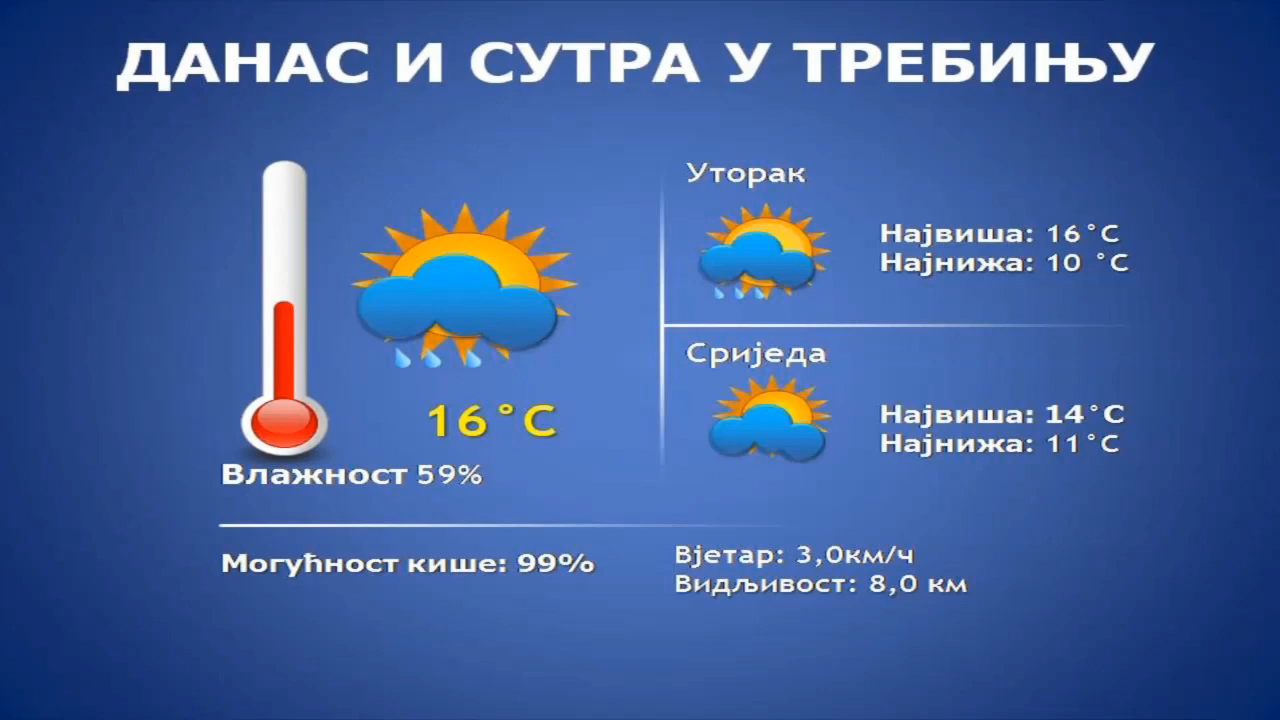 ДАНАС И СУТРА У ТРЕБИЊУ
16°C
Влажност 59%
Уторак
Највиша: 16°C
Најнижа: 10 °C
Сриједа
Највиша: 14°C
Најнижа: 11°C
Могућност кише: 99%
Вјетар: 3,0км/ч
Видљивост: 8,0 км